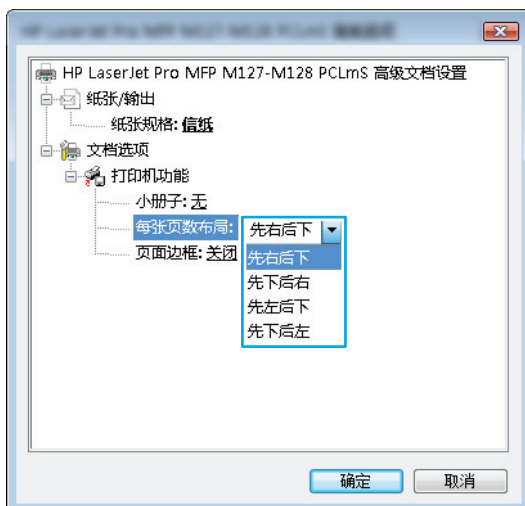 HP LaserJet Pro MFP M127-M128 PCLmS 高级文档设置
纸张/输出
纸张规格: 信纸
文档选项
打印机功能
小册子: 无
每张页数布局: 先右后下
页面边框: 关闭
先右后下
先下后右
先左后下
先下后左
确定 取消